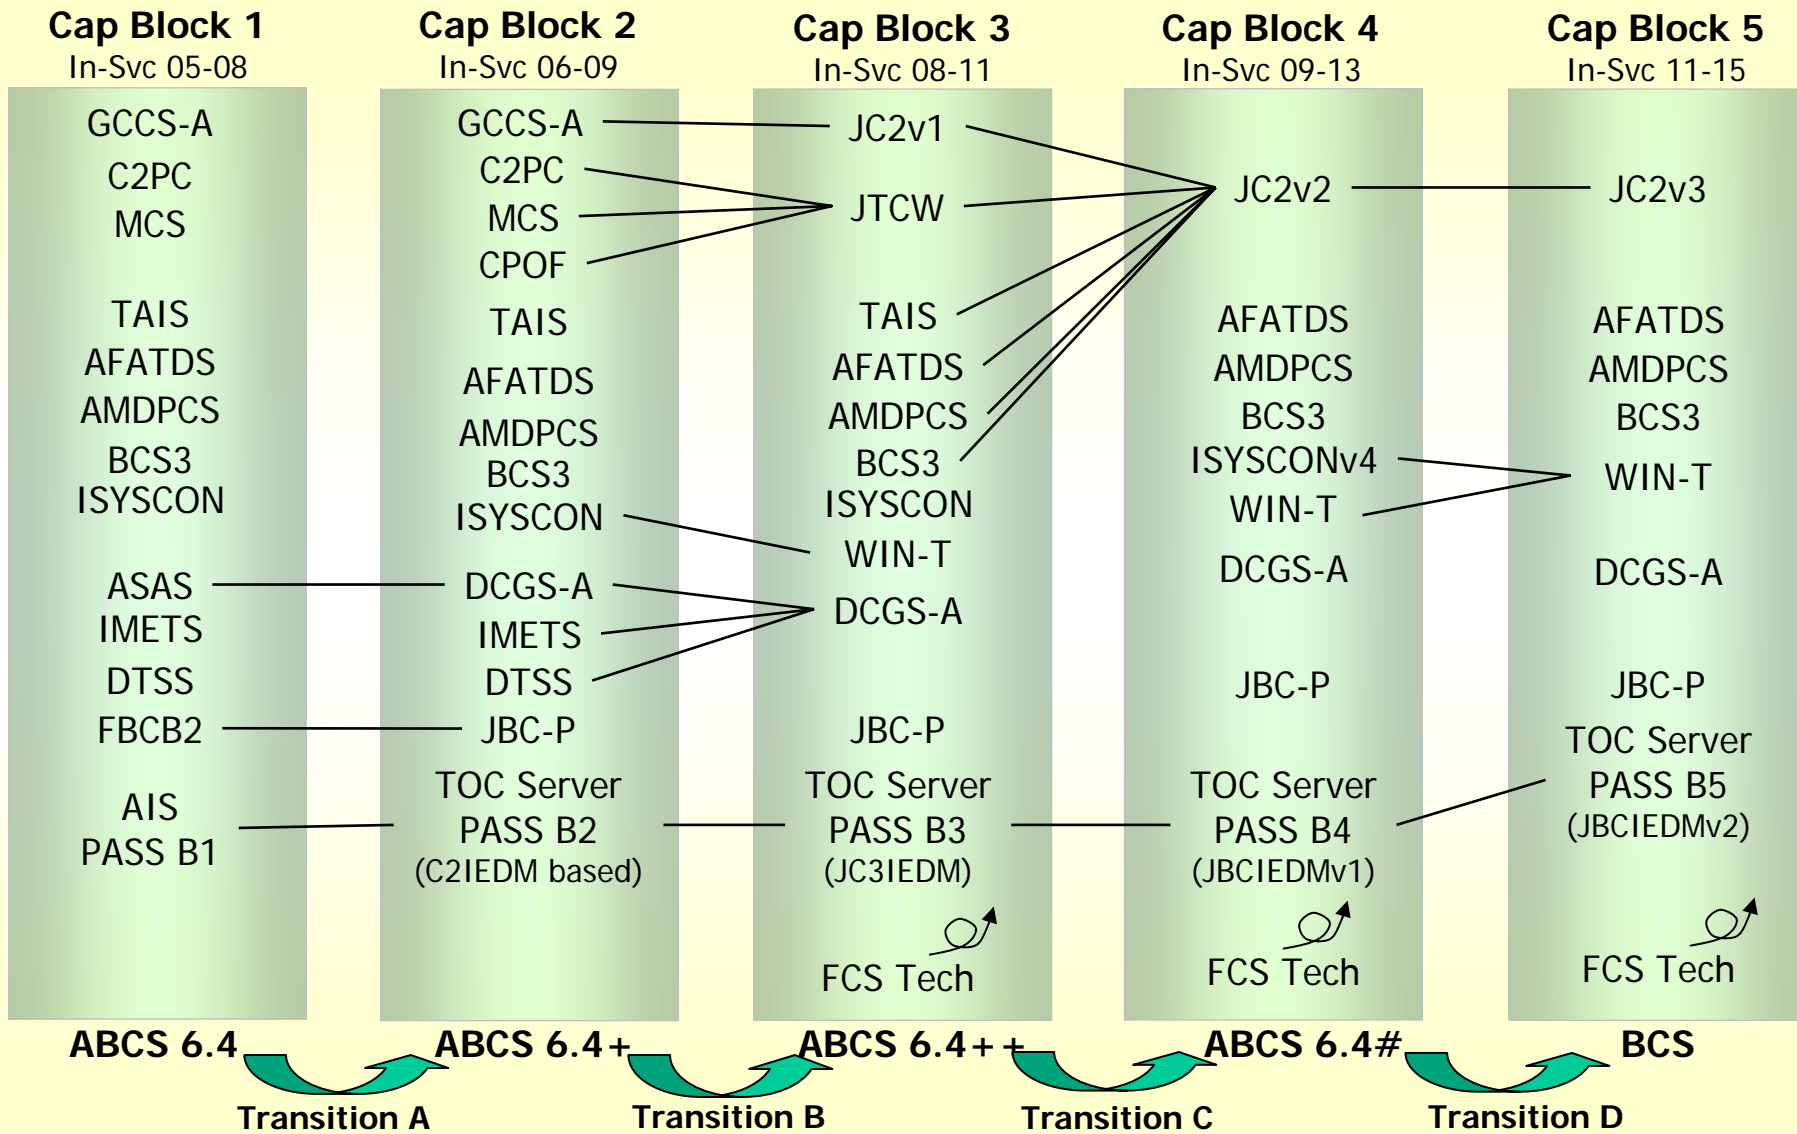 Cap Block 1
In-Svc 05-08
GCCS-A
C2PC
MCS
TAIS
AFATDS
AMDPCS
BCS3
ISYSCON
ASAS
IMETS
DTSS
FBCB2
AIS
PASS B1
ABCS 6.4
Cap Block 2
In-Svc 06-09
GCCS-A
C2PC
MCS
CPOF
TAIS
AFATDS
AMDPCS
BCS3
ISYSCON
DCGS-A
IMETS
DTSS
JBC-P
TOC Server
PASS B2
(C2IEDM based)
ABCS 6.4+
Cap Block 3
In-Svc 08-11
JC2v1
JTCW
TAIS
AFATDS
AMDPCS
BCS3
ISYSCON
WIN-T
DCGS-A
JBC-P
TOC Server
PASS B3
(JC3IEDM)
FCS Tech
ABCS 6.4++
Cap Block 4
In-Svc 09-13
JC2v2
AFATDS
AMDPCS
BCS3
ISYSCONv4
WIN-T
DCGS-A
JBC-P
TOC Server
PASS B4
(JBCIEDMv1)
FCS Tech
ABCS 6.4#
Cap Block 5
In-Svc 11-15
JC2v3
AFATDS
AMDPCS
BCS3
WIN-T
DCGS-A
JBC-P
TOC Server
PASS B5
(JBCIEDMv2)
FCS Tech
BCS
Transition A
Transition B
Transition C
Transition D